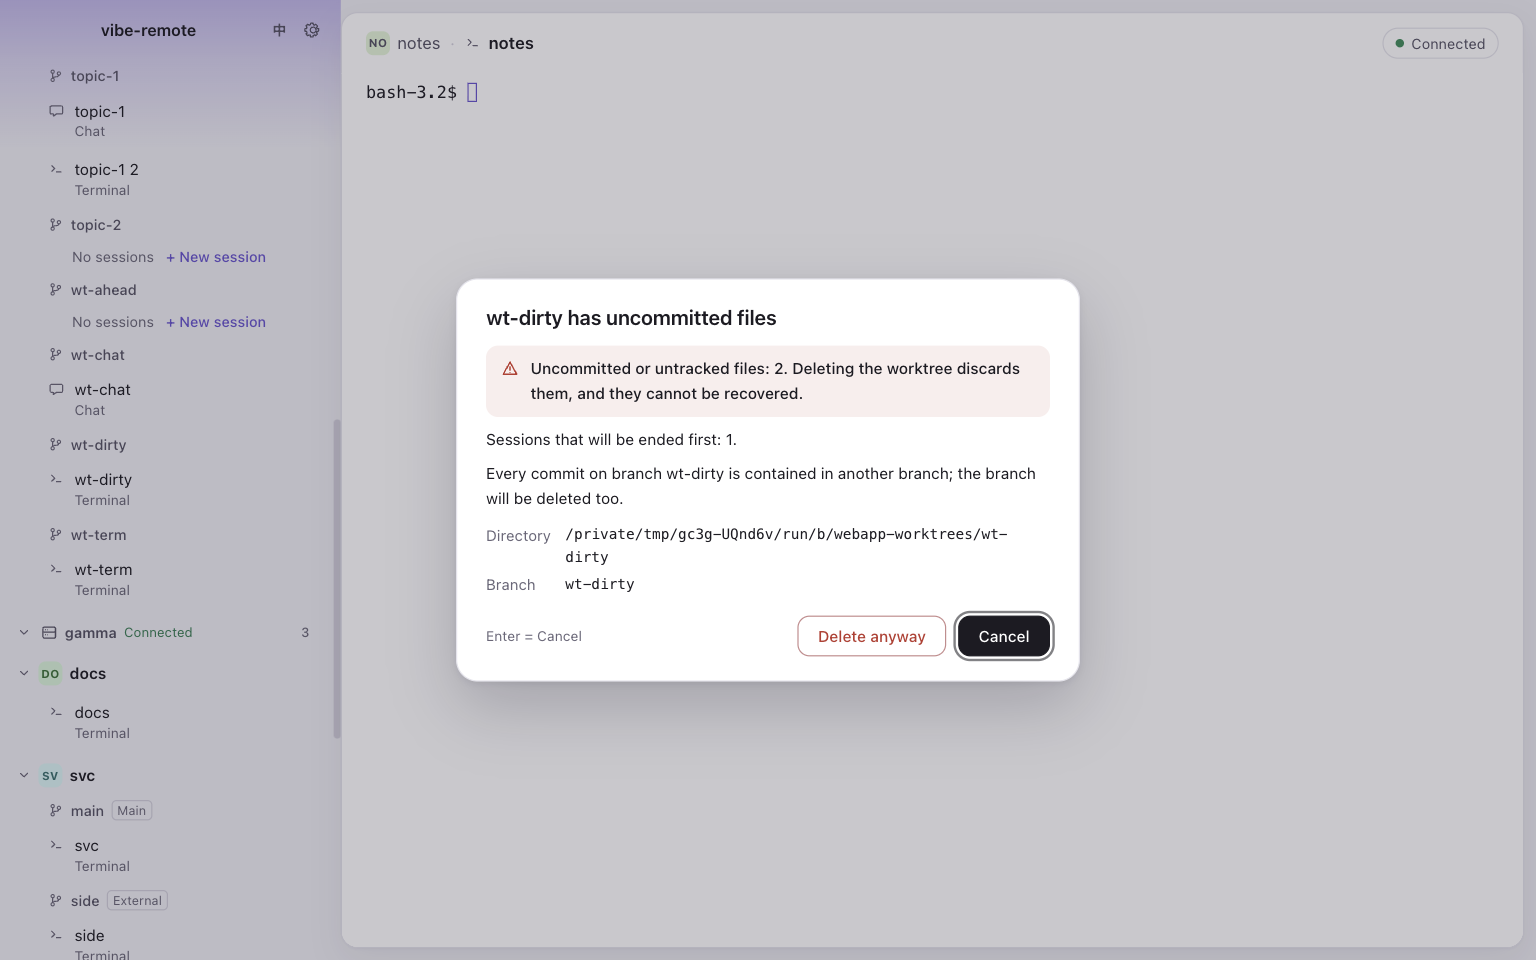 vibe-remote 中
topic-1
topic-1
Chat
topic-1 2
Terminal
topic-2
No sessions + New session
wt-ahead
No sessions + New session
wt-chat
wt-chat
Chat
wt-dirty
wt-dirty
Terminal
wt-term
wt-term
Terminal
gamma Connected 3
DO docs
docs
Terminal
SV svc
main Main
svc
Terminal
side External
side
Terminal
NO notes · >_ notes
Connected
bash-3.2$
wt-dirty has uncommitted files
Uncommitted or untracked files: 2. Deleting the worktree discards
them, and they cannot be recovered.
Sessions that will be ended first: 1.
Every commit on branch wt-dirty is contained in another branch; the branch
will be deleted too.
Directory /private/tmp/gc3g-UQnd6v/run/b/webapp-worktrees/wt-
dirty
Branch wt-dirty
Enter = Cancel
Delete anyway
Cancel